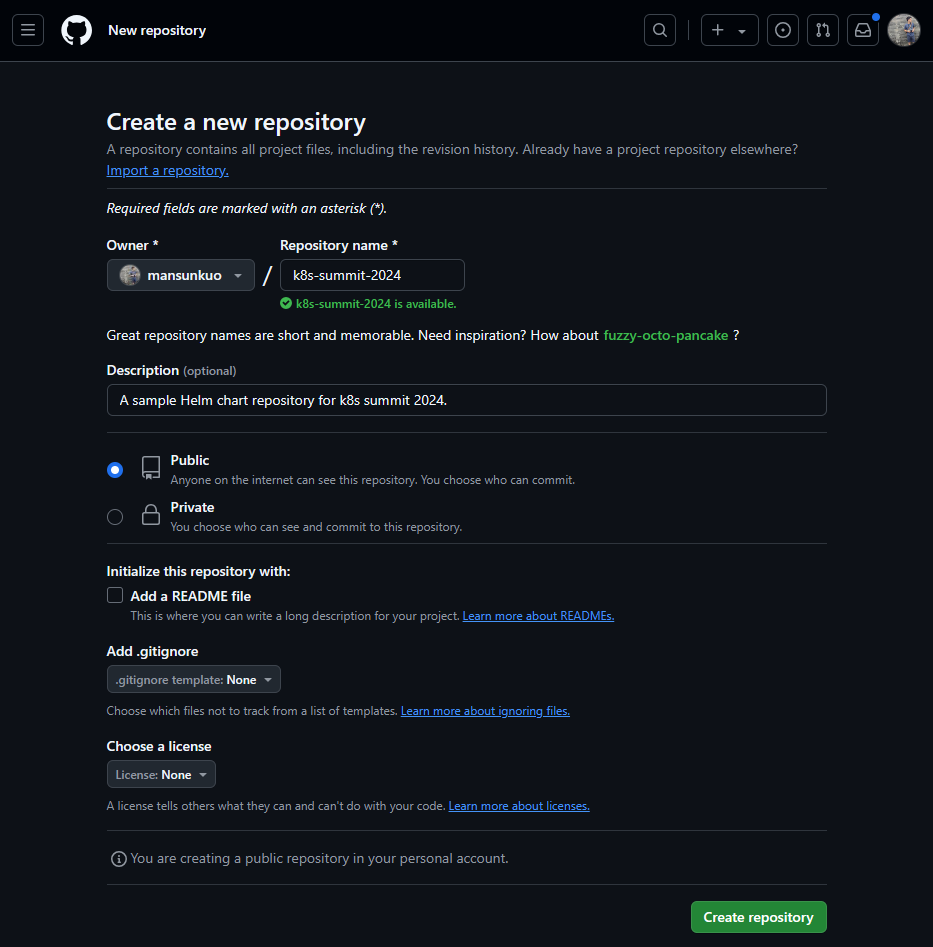 New repository
Create a new repository
A repository contains all project files, including the revision history. Already have a project repository elsewhere?
Import a repository.
Required fields are marked with an asterisk (*).
Owner * Repository name *
mansunkuo / k8s-summit-2024
k8s-summit-2024 is available.
Great repository names are short and memorable. Need inspiration? How about fuzzy-octo-pancake ?
Description (optional)
A sample Helm chart repository for k8s summit 2024.
Public
Anyone on the internet can see this repository. You choose who can commit.
Private
You choose who can see and commit to this repository.
Initialize this repository with:
Add a README file
This is where you can write a long description for your project. Learn more about READMEs.
Add .gitignore
.gitignore template: None
Choose which files not to track from a list of templates. Learn more about ignoring files.
Choose a license
License: None
A license tells others what they can and can't do with your code. Learn more about licenses.
You are creating a public repository in your personal account.
Create repository